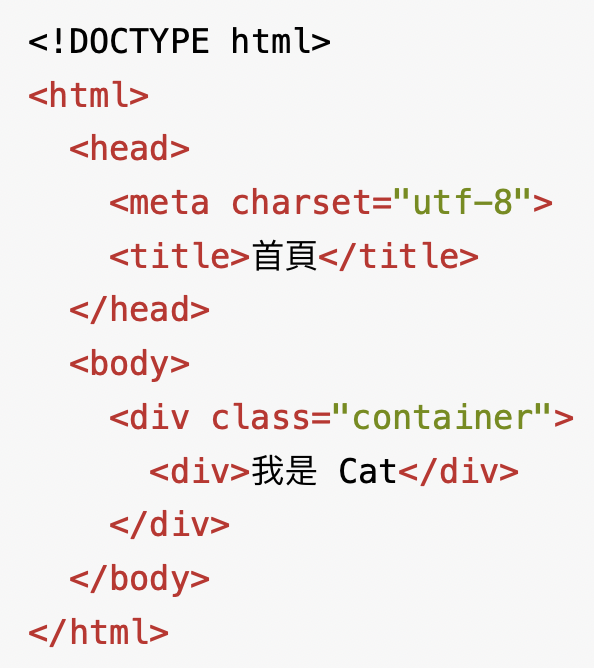 <!DOCTYPE html>
<html>
  <head>
    <meta charset="utf-8">
    <title>首頁</title>
  </head>
  <body>
    <div class="container">
      <div>我是 Cat</div>
    </div>
  </body>
</html>